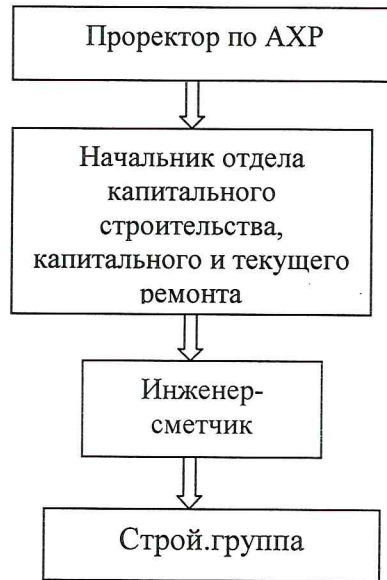 Проректор по АХР
Начальник отдела
капитального
строительства,
капитального и текущего
ремонта
Инженер-
сметчик
Строй.группа